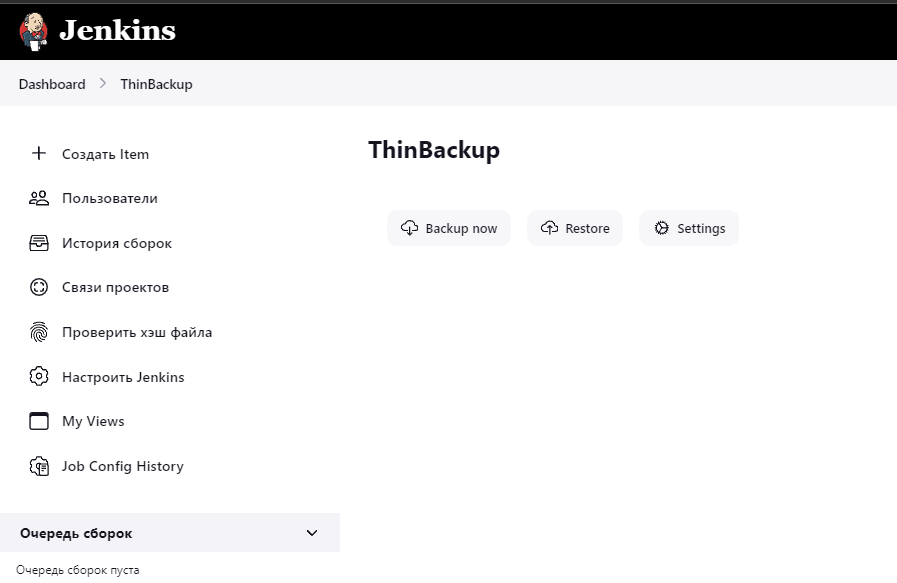 Jenkins
Dashboard
ThinBackup
Создать Item
Пользователи
История сборок
Связи проектов
Проверить хэш файла
Настроить Jenkins
My Views
Job Config History
Очередь сборок
Очередь сборок пуста
ThinBackup
Backup now
Restore
Settings